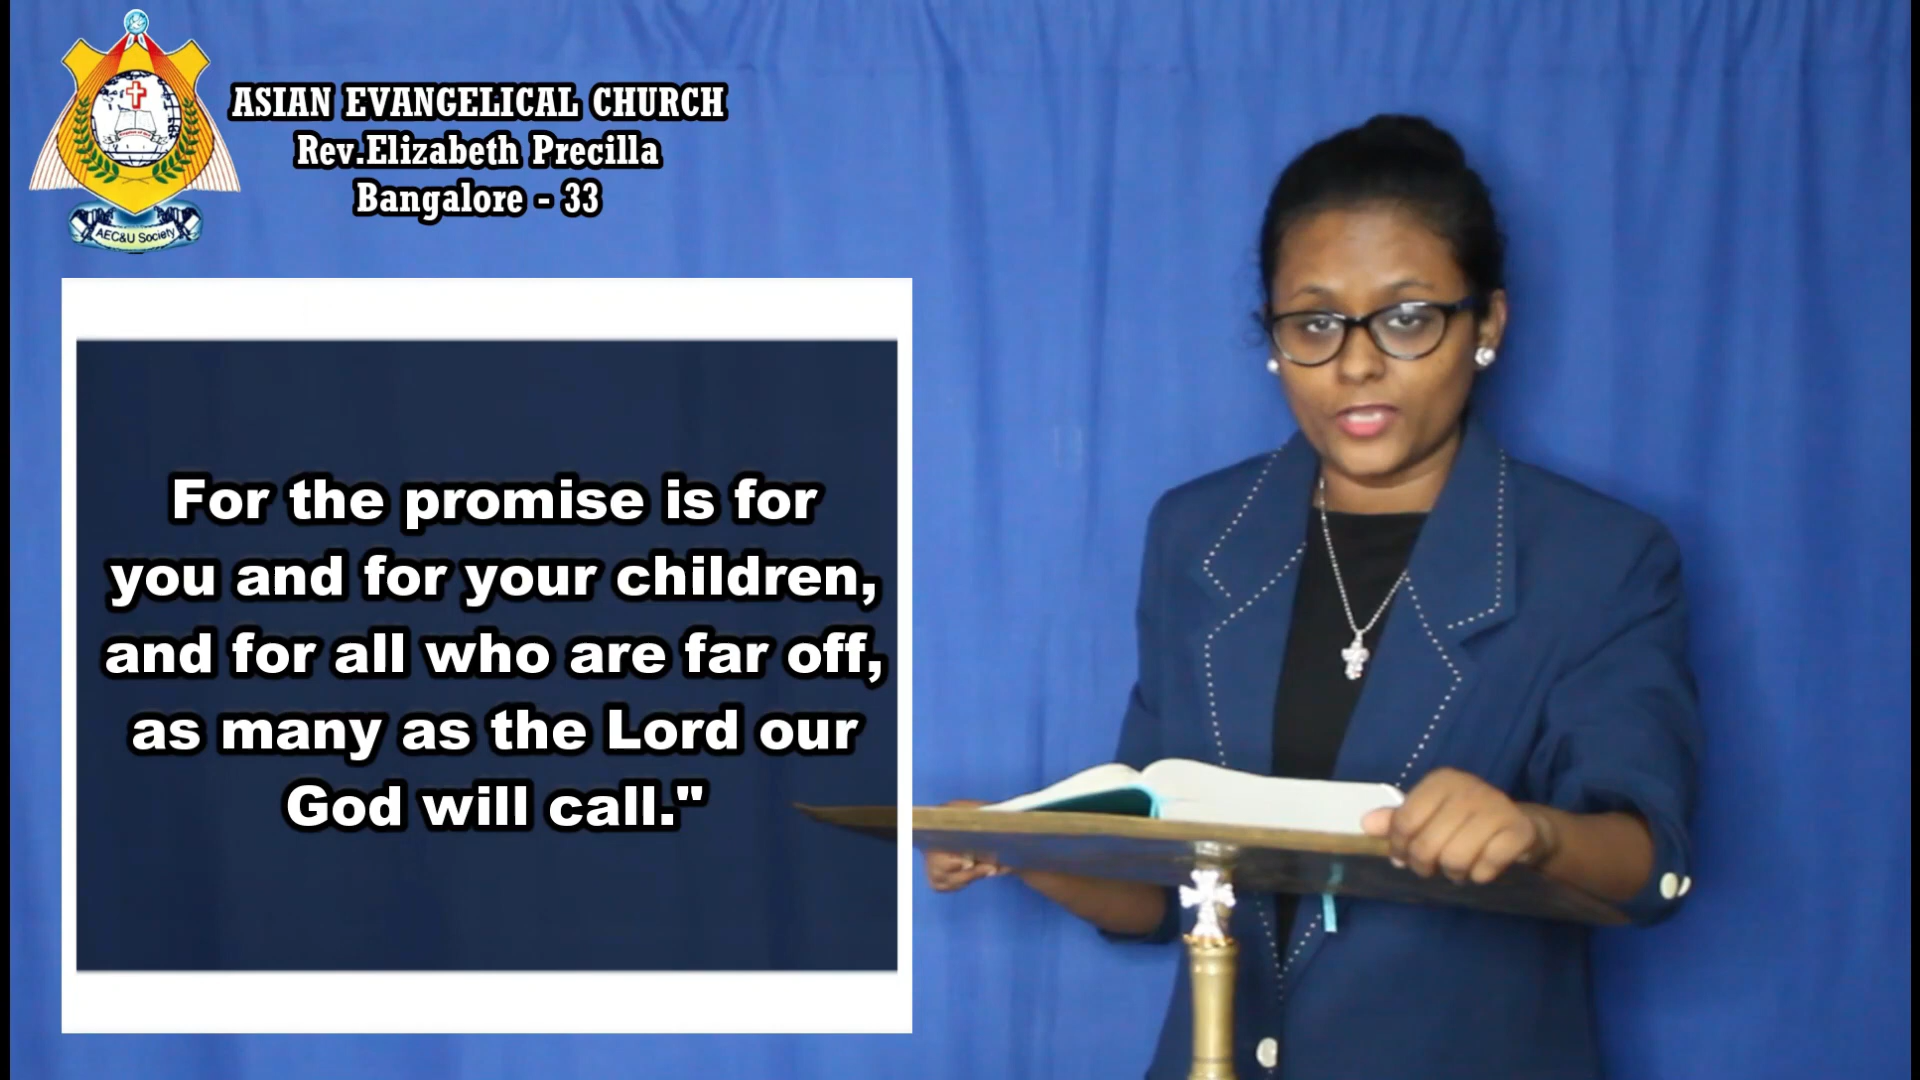 ASIAN EVANGELICAL CHURCH
Rev.Elizabeth Precilla
Bangalore - 33
AEC&U Society
For the promise is for
you and for your children,
and for all who are far off,
as many as the Lord our
God will call."